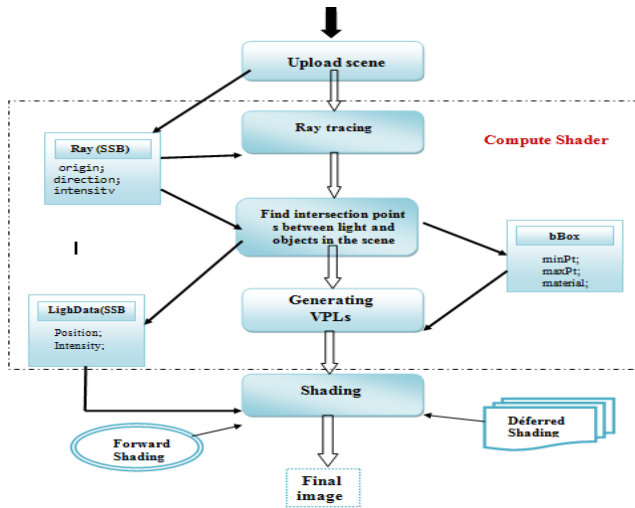 Upload scene
Ray tracing
Compute Shader
Ray (SSB)
origin;
direction;
intensity
Find intersection point
s between light and
objects in the scene
bBox
minPt;
maxPt;
material;
Generating
VPLs
LighData(SSB
Position;
Intensity;
Shading
Forward
Shading
Déferred
Shading
Final
image